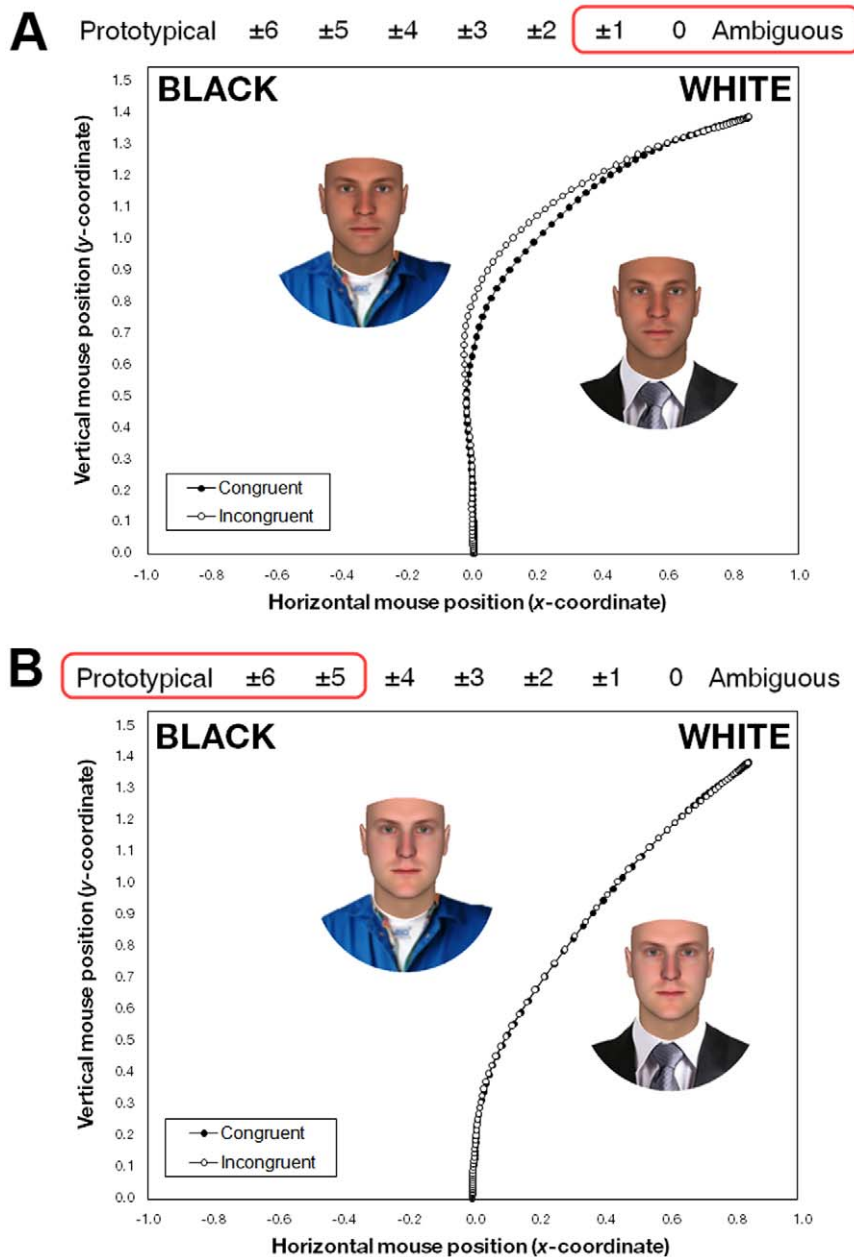 A Prototypical ±6 ±5 ±4 ±3 ±2 ±1 0 Ambiguous
BLACK WHITE
1.5
1.4
1.3
1.2
1.1
1.0
0.9
0.8
0.7
0.6
0.5
0.4
0.3
0.2
0.1
0.0
Vertical mouse position (y-coordinate)
Congruent
Incongruent
-1.0 -0.8 -0.6 -0.4 -0.2 0.0 0.2 0.4 0.6 0.8 1.0
Horizontal mouse position (x-coordinate)
B Prototypical ±6 ±5 ±4 ±3 ±2 ±1 0 Ambiguous
BLACK WHITE
1.5
1.4
1.3
1.2
1.1
1.0
0.9
0.8
0.7
0.6
0.5
0.4
0.3
0.2
0.1
0.0
Vertical mouse position (y-coordinate)
Congruent
Incongruent
-1.0 -0.8 -0.6 -0.4 -0.2 0.0 0.2 0.4 0.6 0.8 1.0
Horizontal mouse position (x-coordinate)